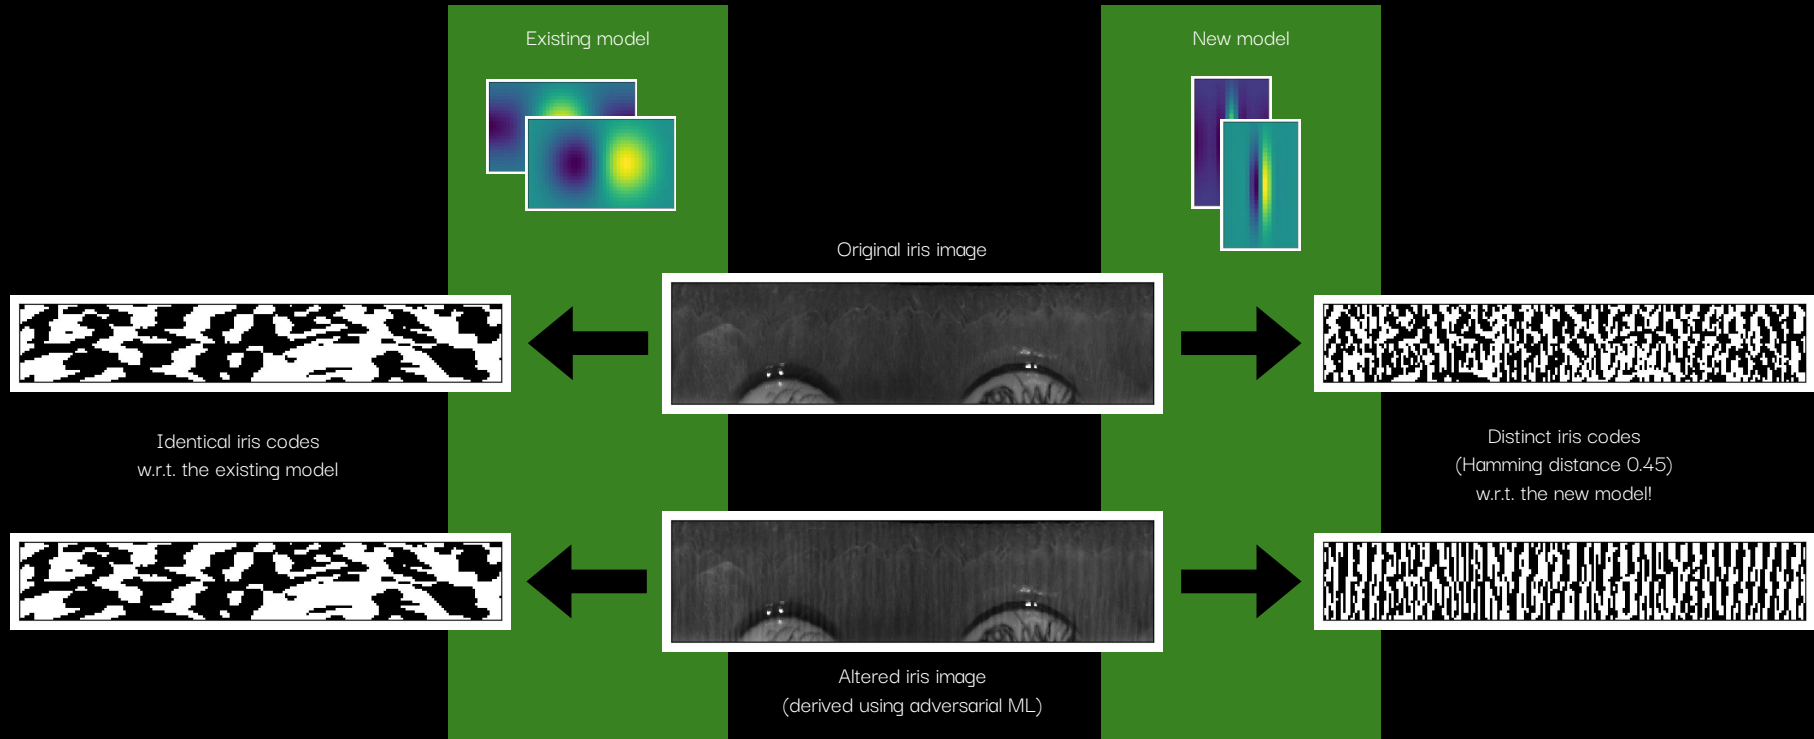 Existing model
New model
Original iris image
Identical iris codes
w.r.t. the existing model
Distinct iris codes
(Hamming distance 0.45)
w.r.t. the new model!
Altered iris image
(derived using adversarial ML)